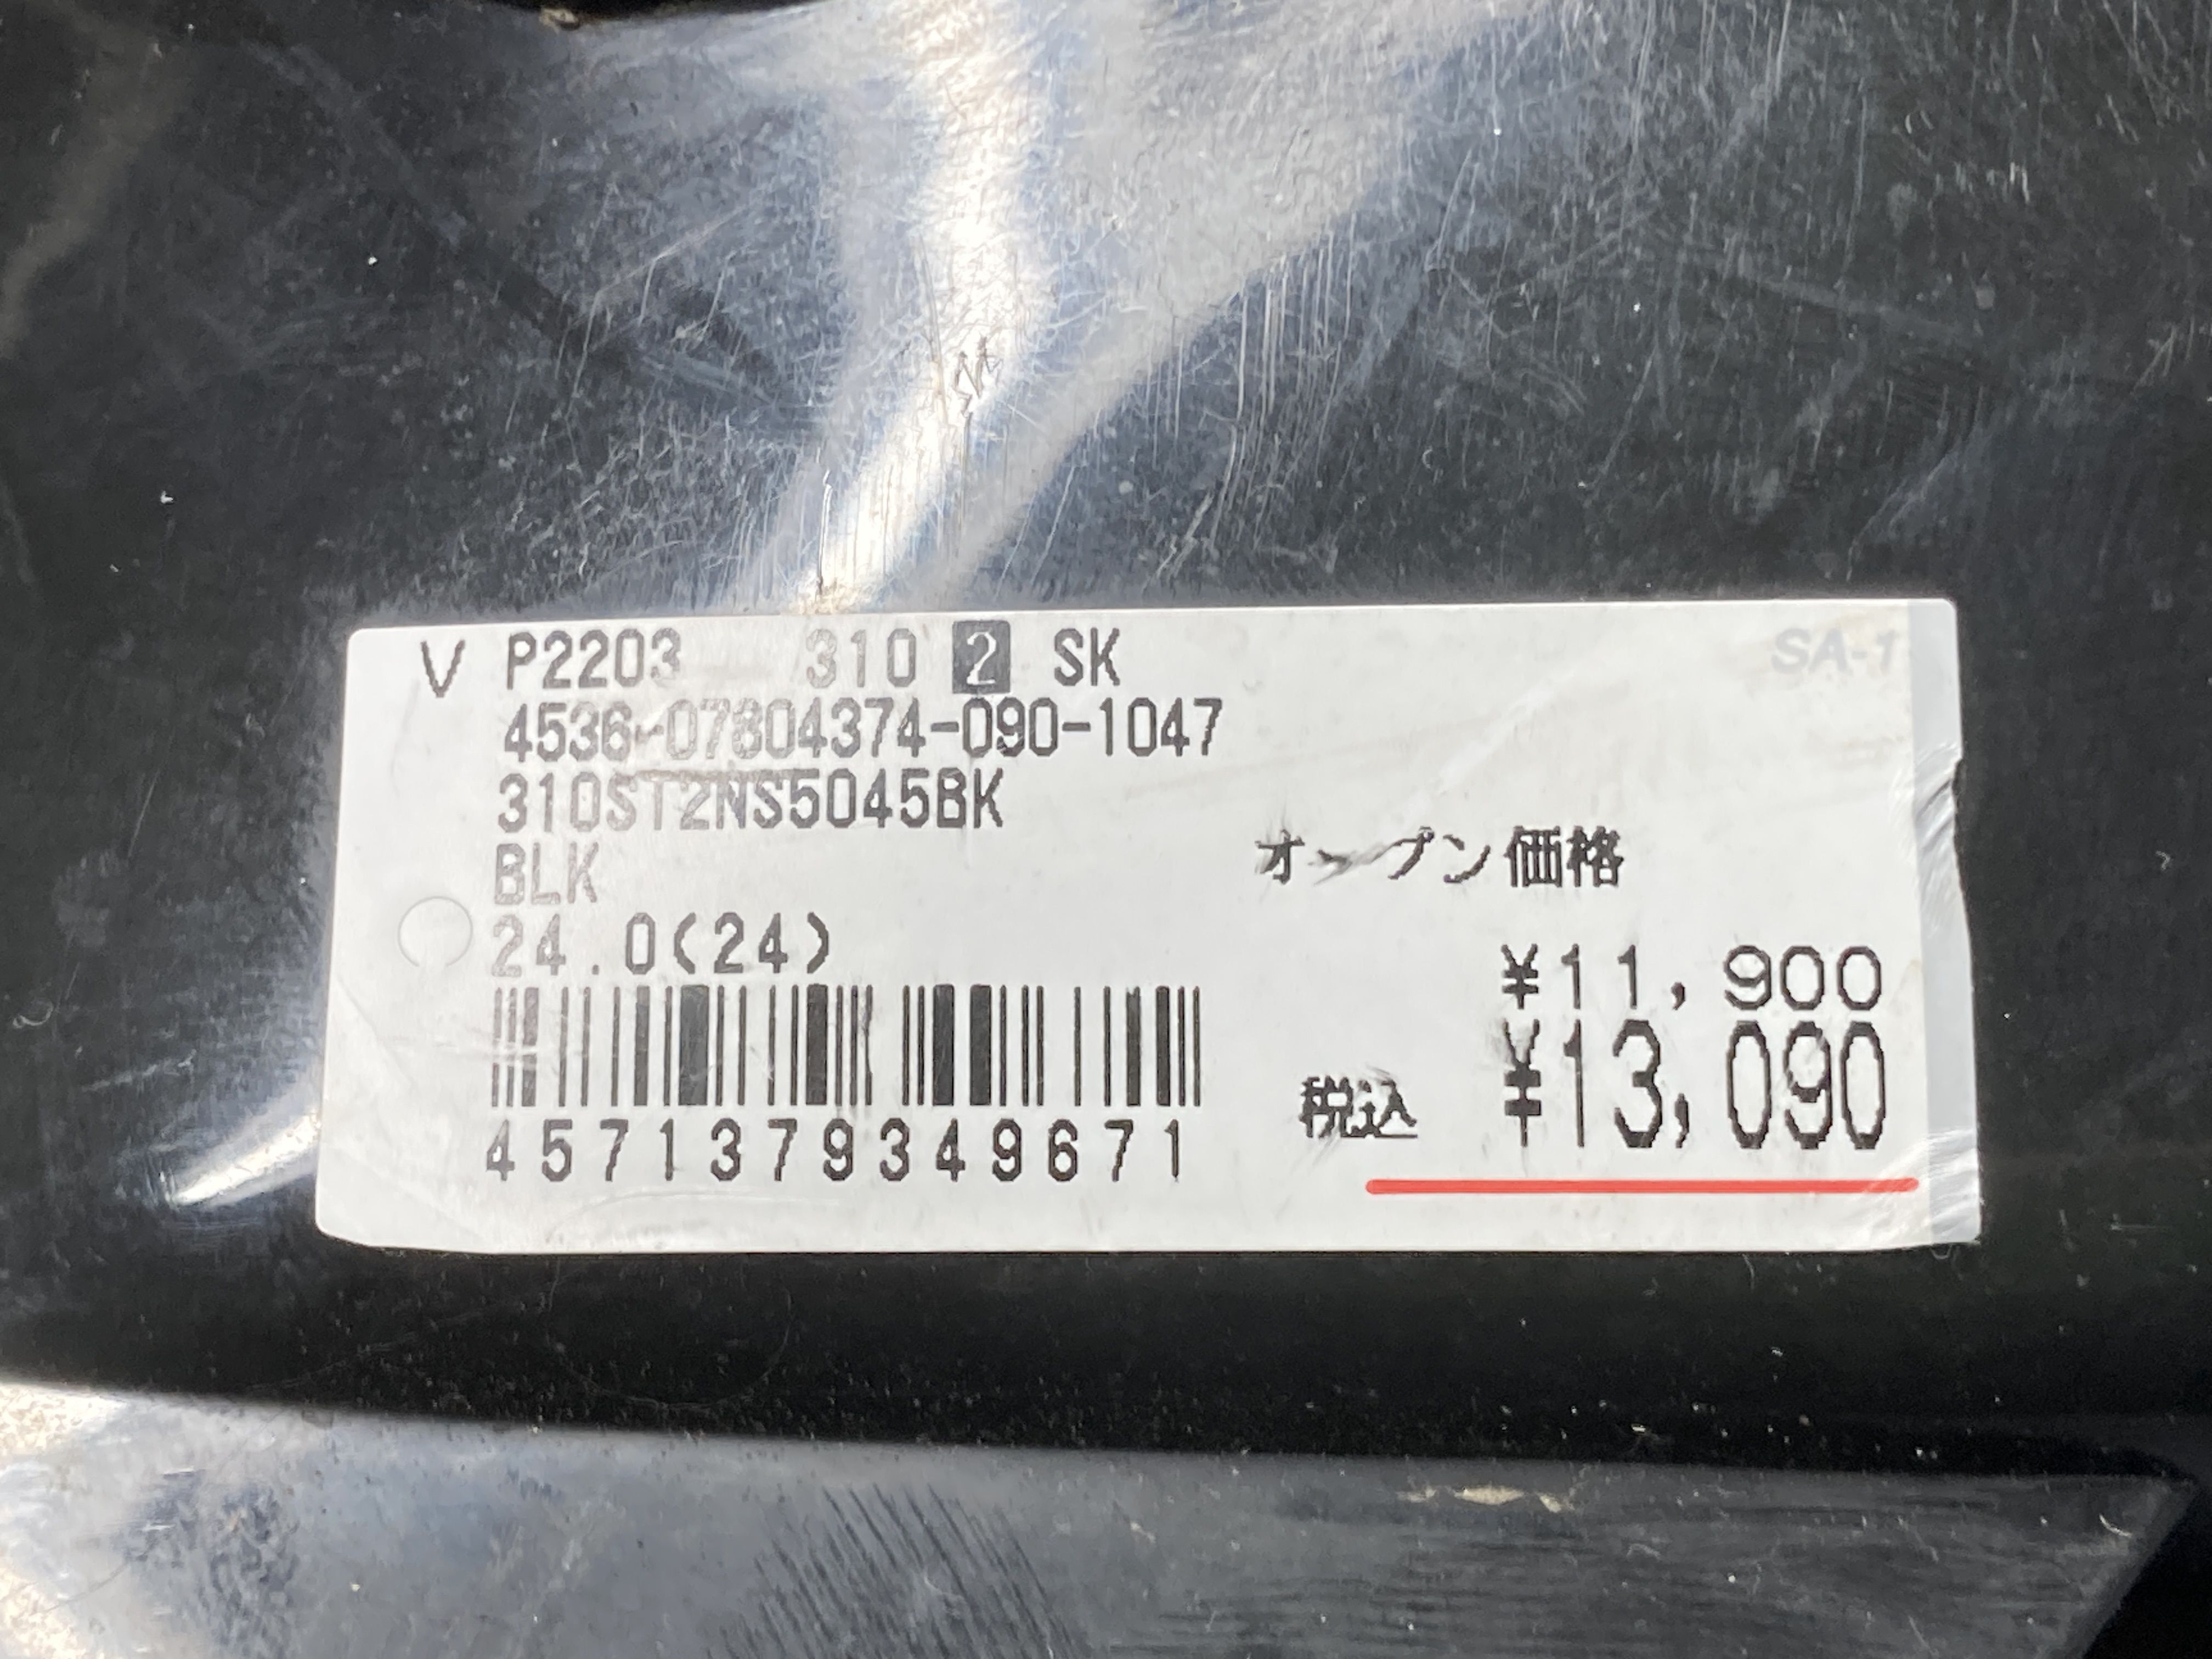 V P2203 310 2 SK
SA-1
4536-07804374-090-1047
310ST2NS5045BK
BLK
オープン価格
24.0(24)
¥11,900
税込 ¥13,090
4571379349671